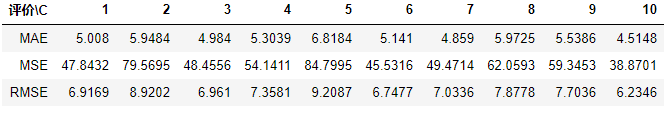 评价\C 1 2 3 4 5 6 7 8 9 10
MAE 5.008 5.9484 4.984 5.3039 6.8184 5.141 4.859 5.9725 5.5386 4.5148
MSE 47.8432 79.5695 48.4556 54.1411 84.7995 45.5316 49.4714 62.0593 59.3453 38.8701
RMSE 6.9169 8.9202 6.961 7.3581 9.2087 6.7477 7.0336 7.8778 7.7036 6.2346